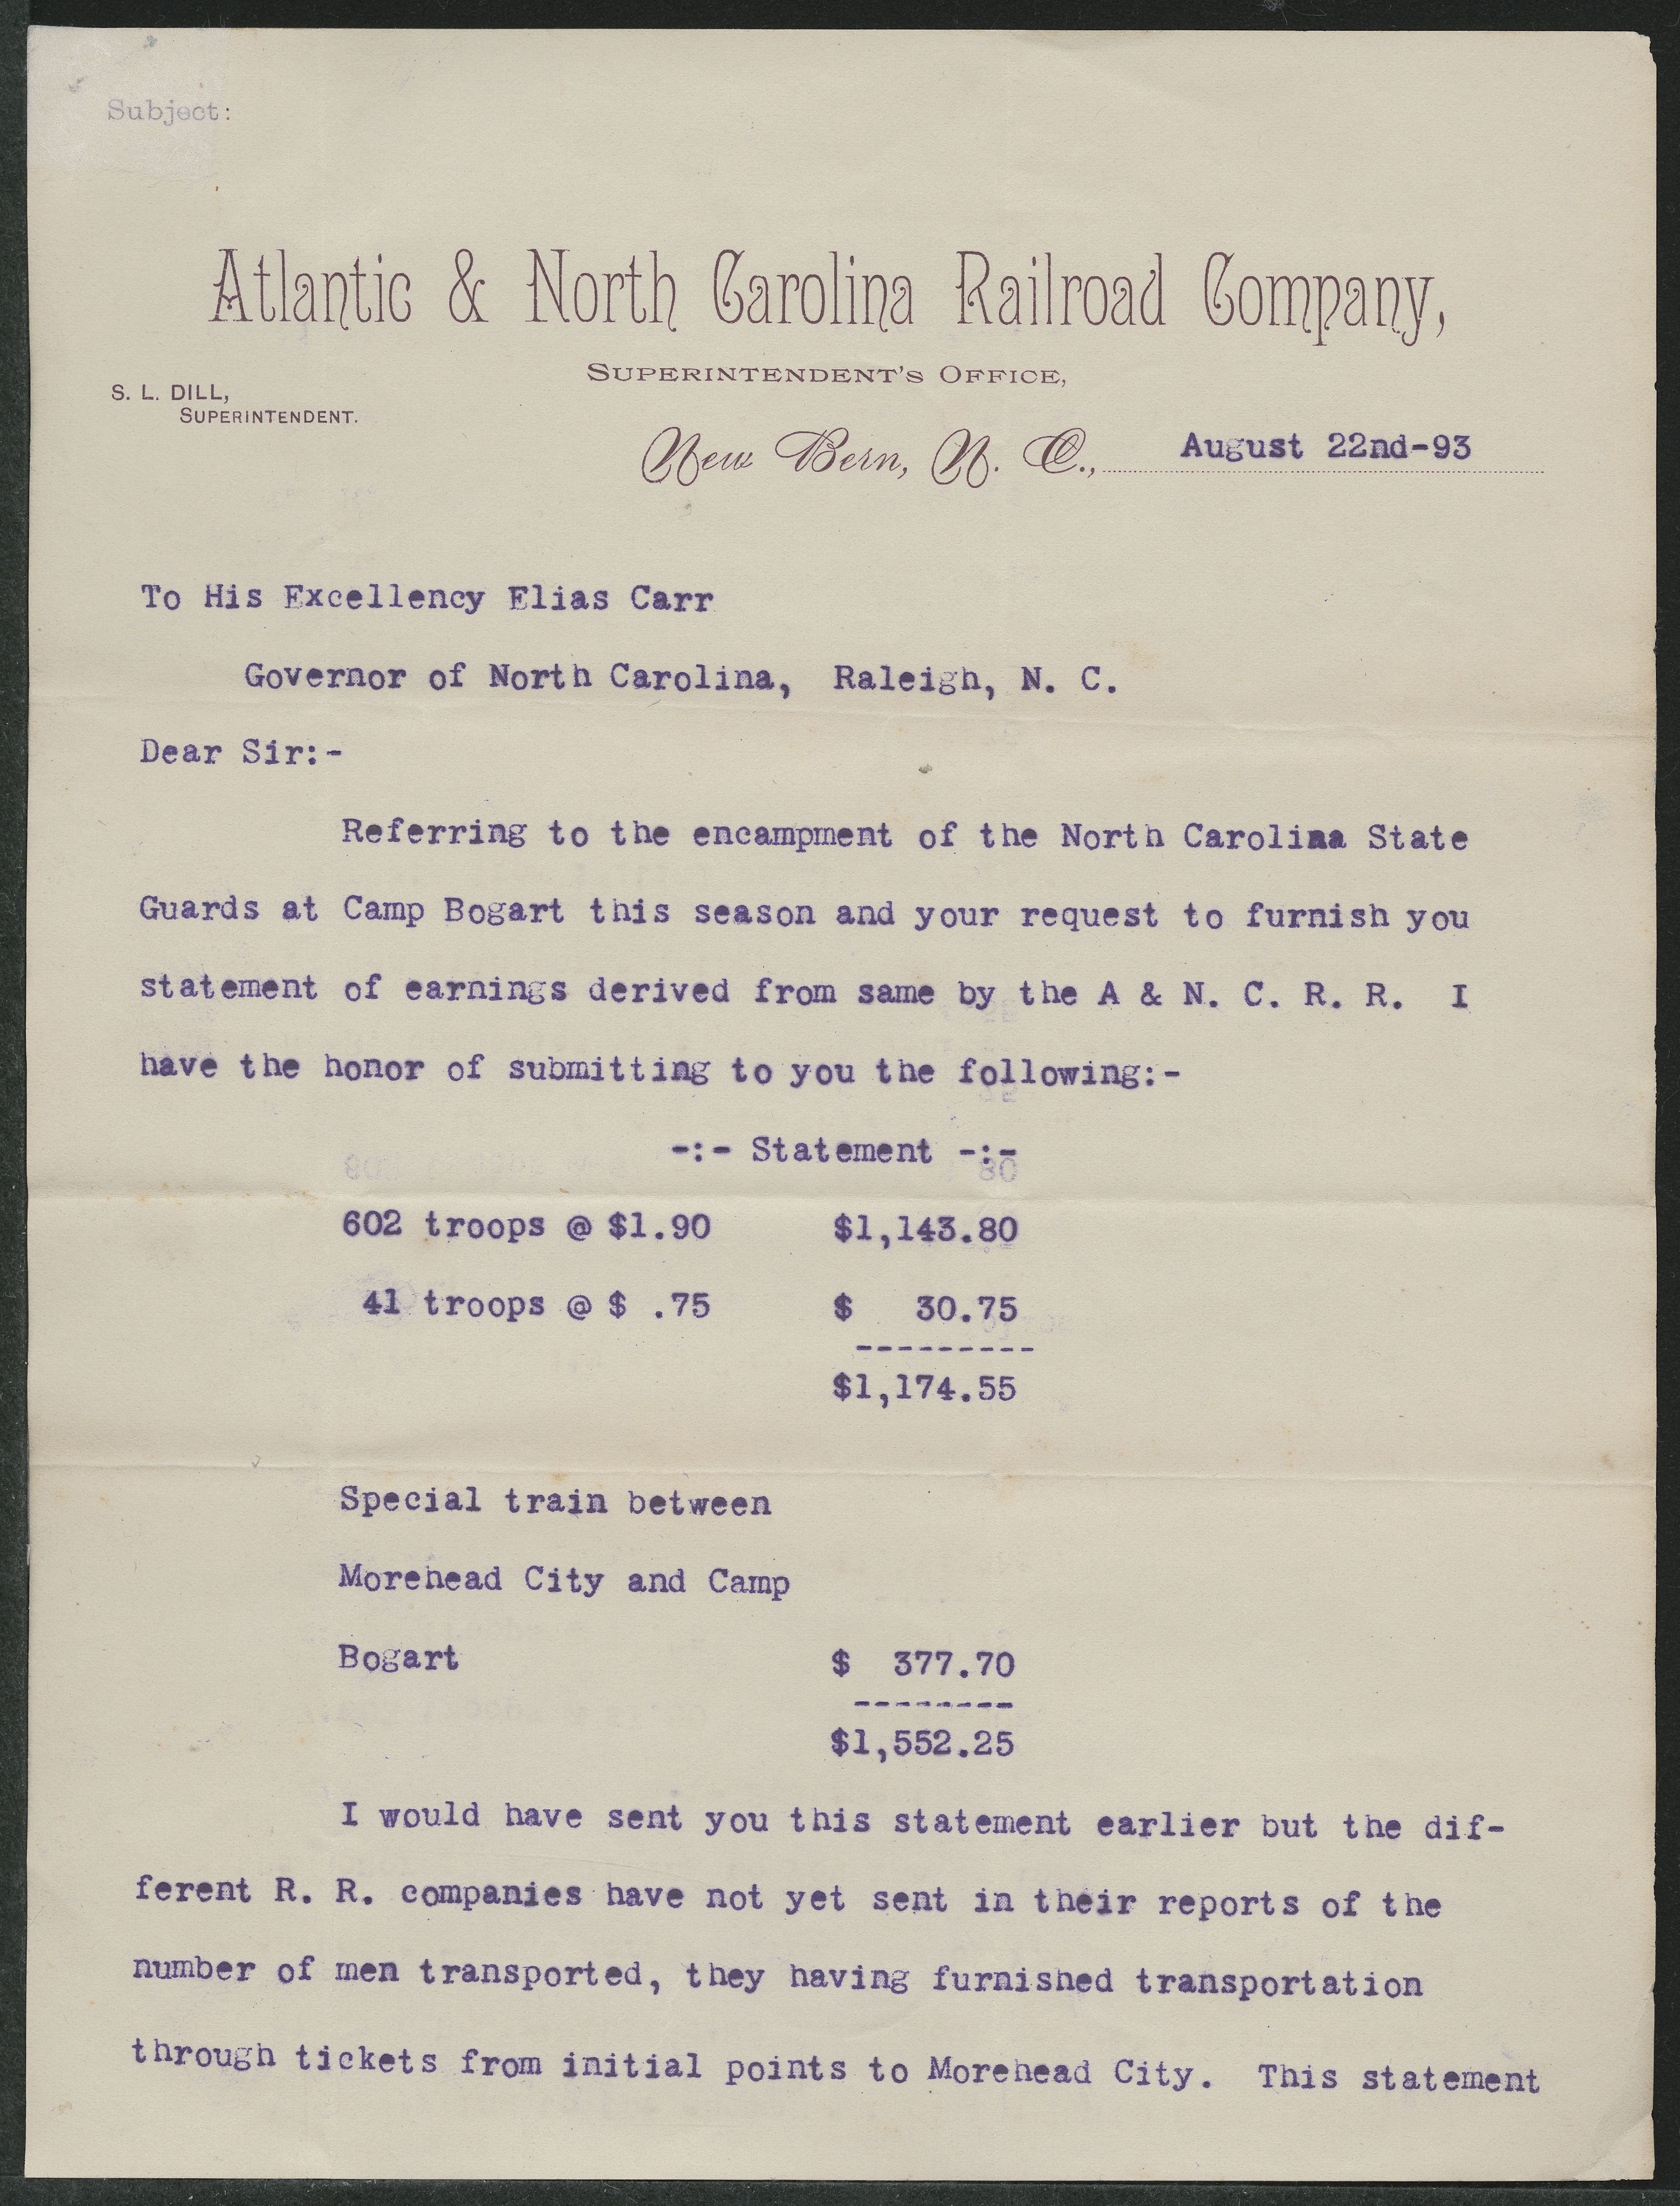 Subject:
Atlantic & North Carolina Railroad Company,
SUPERINTENDENT'S OFFICE,
S. L. DILL,
SUPERINTENDENT.
New Bern, N. C., August 22nd-93
To His Excellency Elias Carr
Governor of North Carolina, Raleigh, N. C.
Dear Sir:-
Referring to the encampment of the North Carolina State
Guards at Camp Bogart this season and your request to furnish you
statement of earnings derived from same by the A & N. C. R. R. I
have the honor of submitting to you the following:-
-:- Statement -:-
602 troops @ $1.90 $1,143.80
41 troops @ $ .75 $ 30.75
---------
$1,174.55
Special train between
Morehead City and Camp
Bogart $ 377.70
--------
$1,552.25
I would have sent you this statement earlier but the dif-
ferent R. R. companies have not yet sent in their reports of the
number of men transported, they having furnished transportation
through tickets from initial points to Morehead City. This statement